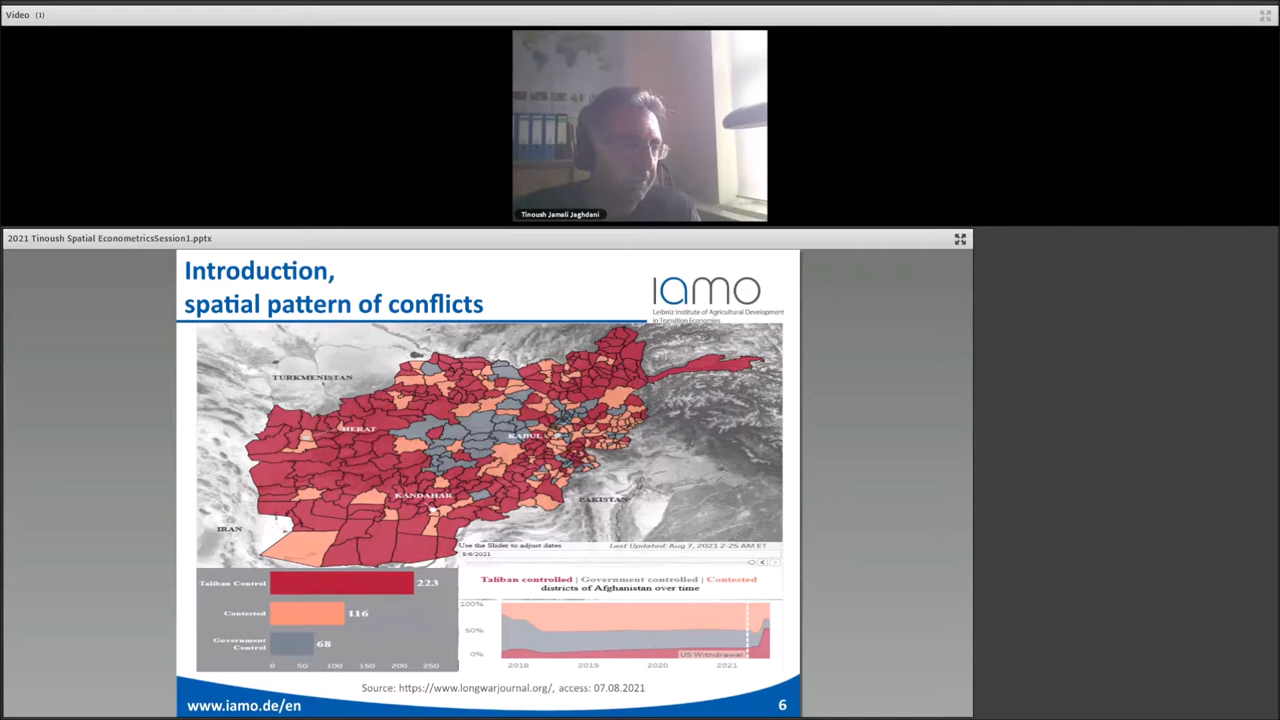 Video (1)
Tinoush Jamali Jaghdani
2021 Tinoush Spatial EconometricsSession1.pptx
Introduction,
spatial pattern of conflicts
iamo
Leibniz Institute of Agricultural Development
in Transition Economies
TURKMENISTAN
HERAT
KABUL
KANDAHAR
PAKISTAN
IRAN
Use the Slider to adjust dates
Last Updated Aug 7, 2021 2:25 AM ET
8/6/2021
Taliban Control 223
Contested 116
Government
Control 68
0 50 100 150 200 250
Taliban controlled | Government controlled | Contested
districts of Afghanistan over time
100%
50%
0%
US Withdrawal
2018 2019 2020 2021
Source: https://www.longwarjournal.org/, access: 07.08.2021
www.iamo.de/en
6